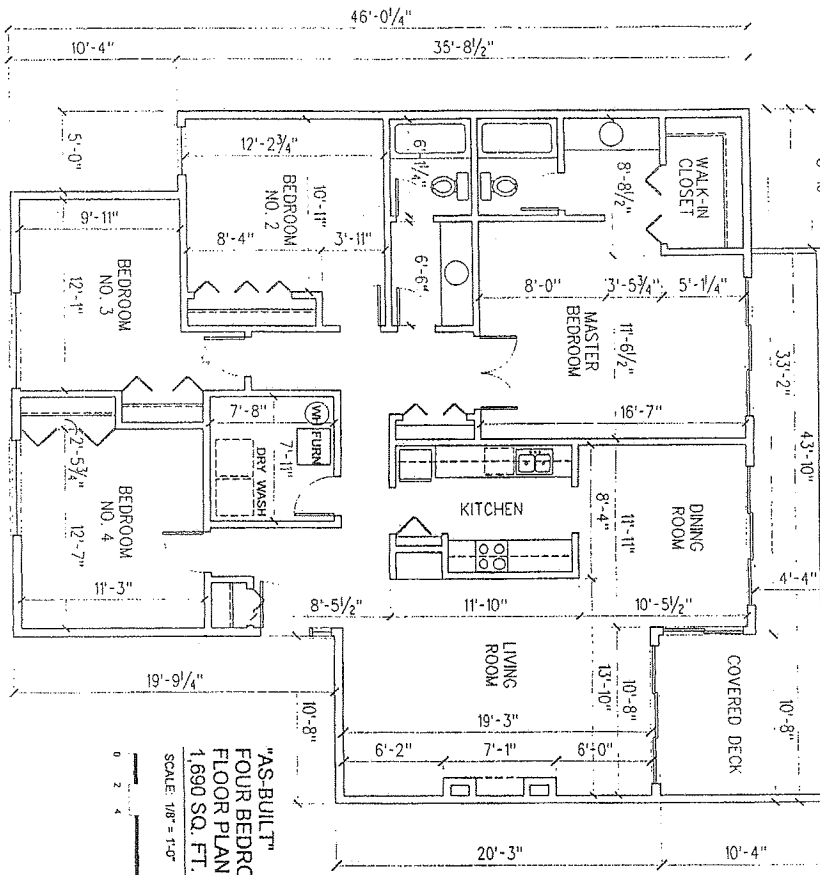 46'-0¼"
10'-4"
35'-8½"
5'-0"
12'-2¾"
6'-1¼"
8'-8½"
WALK-IN
CLOSET
BEDROOM
NO. 2
10'-11"
8'-4"
3'-11"
6'-6"
9'-11"
BEDROOM
NO. 3
12'-1"
8'-0"
3'-5¾"
5'-1¼"
MASTER
BEDROOM
11'-6½"
16'-7"
33'-2"
43'-10"
7'-8"
WH
FURN
7'-11"
DRY WASH
2'-5¾"
BEDROOM
NO. 4
12'-7"
11'-3"
KITCHEN
8'-4"
11'-11"
DINING
ROOM
4'-4"
8'-5½"
11'-10"
10'-5½"
LIVING
ROOM
13'-10"
10'-8"
COVERED DECK
10'-8"
19'-9¼"
10'-8"
19'-3"
6'-2"
7'-1"
6'-0"
20'-3"
10'-4"
"AS-BUILT"
FOUR BEDRO
FLOOR PLAN
1,690 SQ. FT.
SCALE: 1/8" = 1'-0"
0 2 4